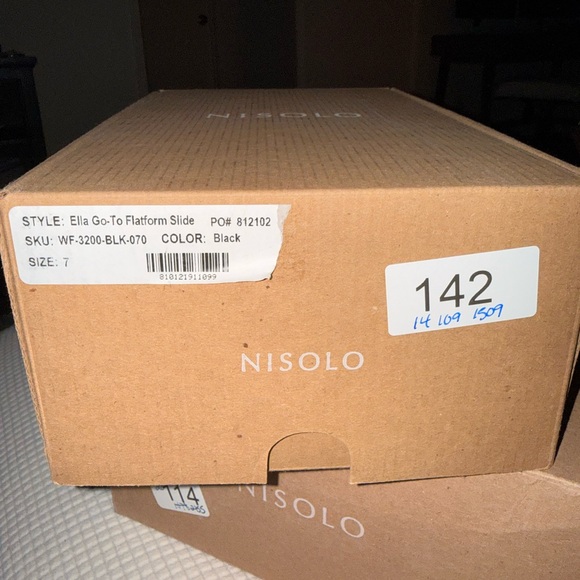 NISOLO
STYLE: Ella Go-To Flatform Slide PO# 812102
SKU: WF-3200-BLK-070 COLOR: Black
SIZE: 7
810121911099
142
14 109 1509
NISOLO
114
NISOLO